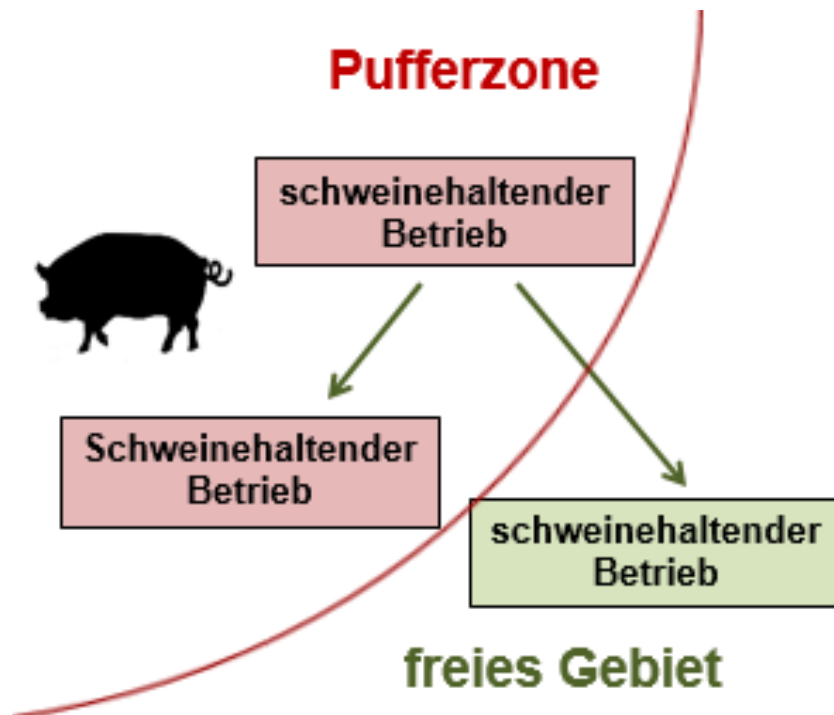 Pufferzone
schweinehaltender
Betrieb
Schweinehaltender
Betrieb
schweinehaltender
Betrieb
freies Gebiet